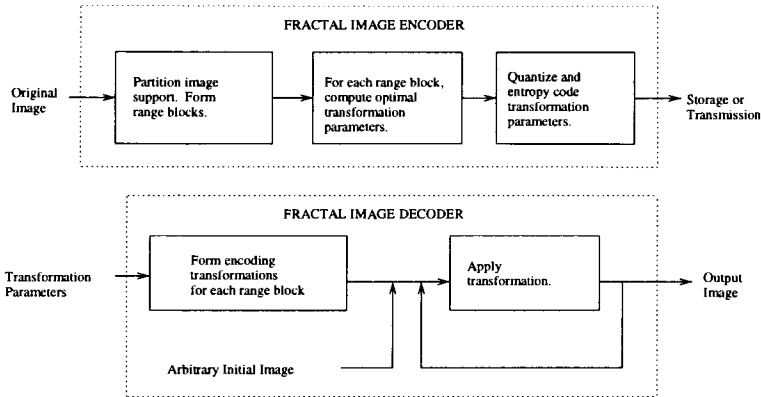 FRACTAL IMAGE ENCODER
Original
Image
Partition image
support. Form
range blocks.
For each range block,
compute optimal
transformation
parameters.
Quantize and
entropy code
transformation
parameters.
Storage or
Transmission
FRACTAL IMAGE DECODER
Transformation
Parameters
Form encoding
transformations
for each range block
Apply
transformation.
Output
Image
Arbitrary Initial Image